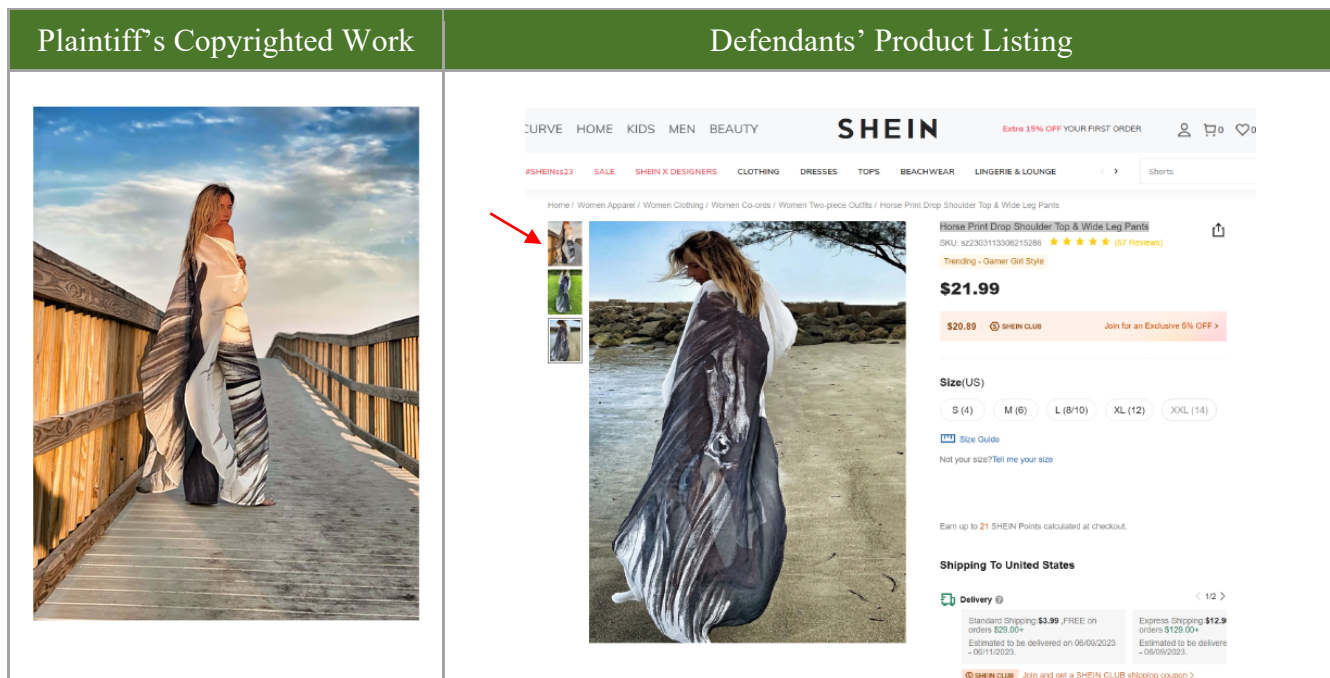 Plaintiff’s Copyrighted Work
Defendants’ Product Listing
CURVE HOME KIDS MEN BEAUTY
SHEIN
Extra 15% OFF YOUR FIRST ORDER
0
0
#SHEINss23 SALE SHEIN X DESIGNERS CLOTHING DRESSES TOPS BEACHWEAR LINGERIE & LOUNGE
Shorts
Home / Women Apparel / Women Clothing / Women Co-ords / Women Two-piece Outfits / Horse Print Drop Shoulder Top & Wide Leg Pants
Horse Print Drop Shoulder Top & Wide Leg Pants
SKU: sz2303113306215286 (57 Reviews)
Trending - Gamer Girl Style
$21.99
$20.89 SHEIN CLUB Join for an Exclusive 5% OFF >
Size(US)
S (4) M (6) L (8/10) XL (12) XXL (14)
Size Guide
Not your size?Tell me your size
Earn up to 21 SHEIN Points calculated at checkout.
Shipping To United States
Delivery
1/2
Standard Shipping:$3.99 ,FREE on
orders $29.00+
Estimated to be delivered on 06/09/2023
- 06/11/2023.
Express Shipping:$12.9
orders $129.00+
Estimated to be delivere
- 06/09/2023.
SHEIN CLUB Join and get a SHEIN CLUB shipping coupon >